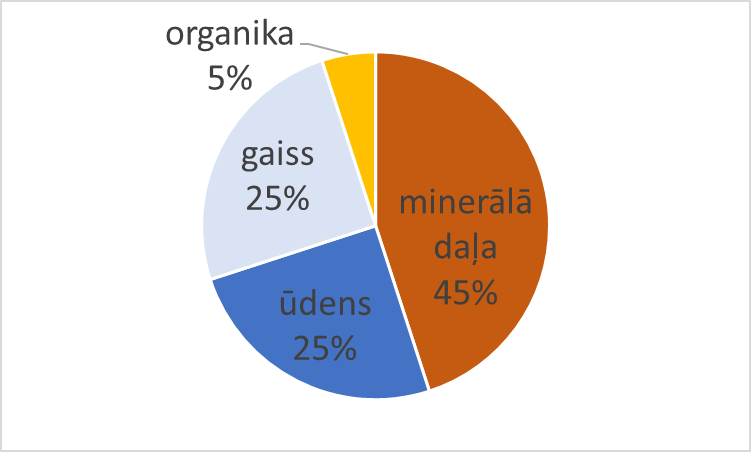 organika
5%
gaiss
25%
minerālā
daļa
45%
ūdens
25%